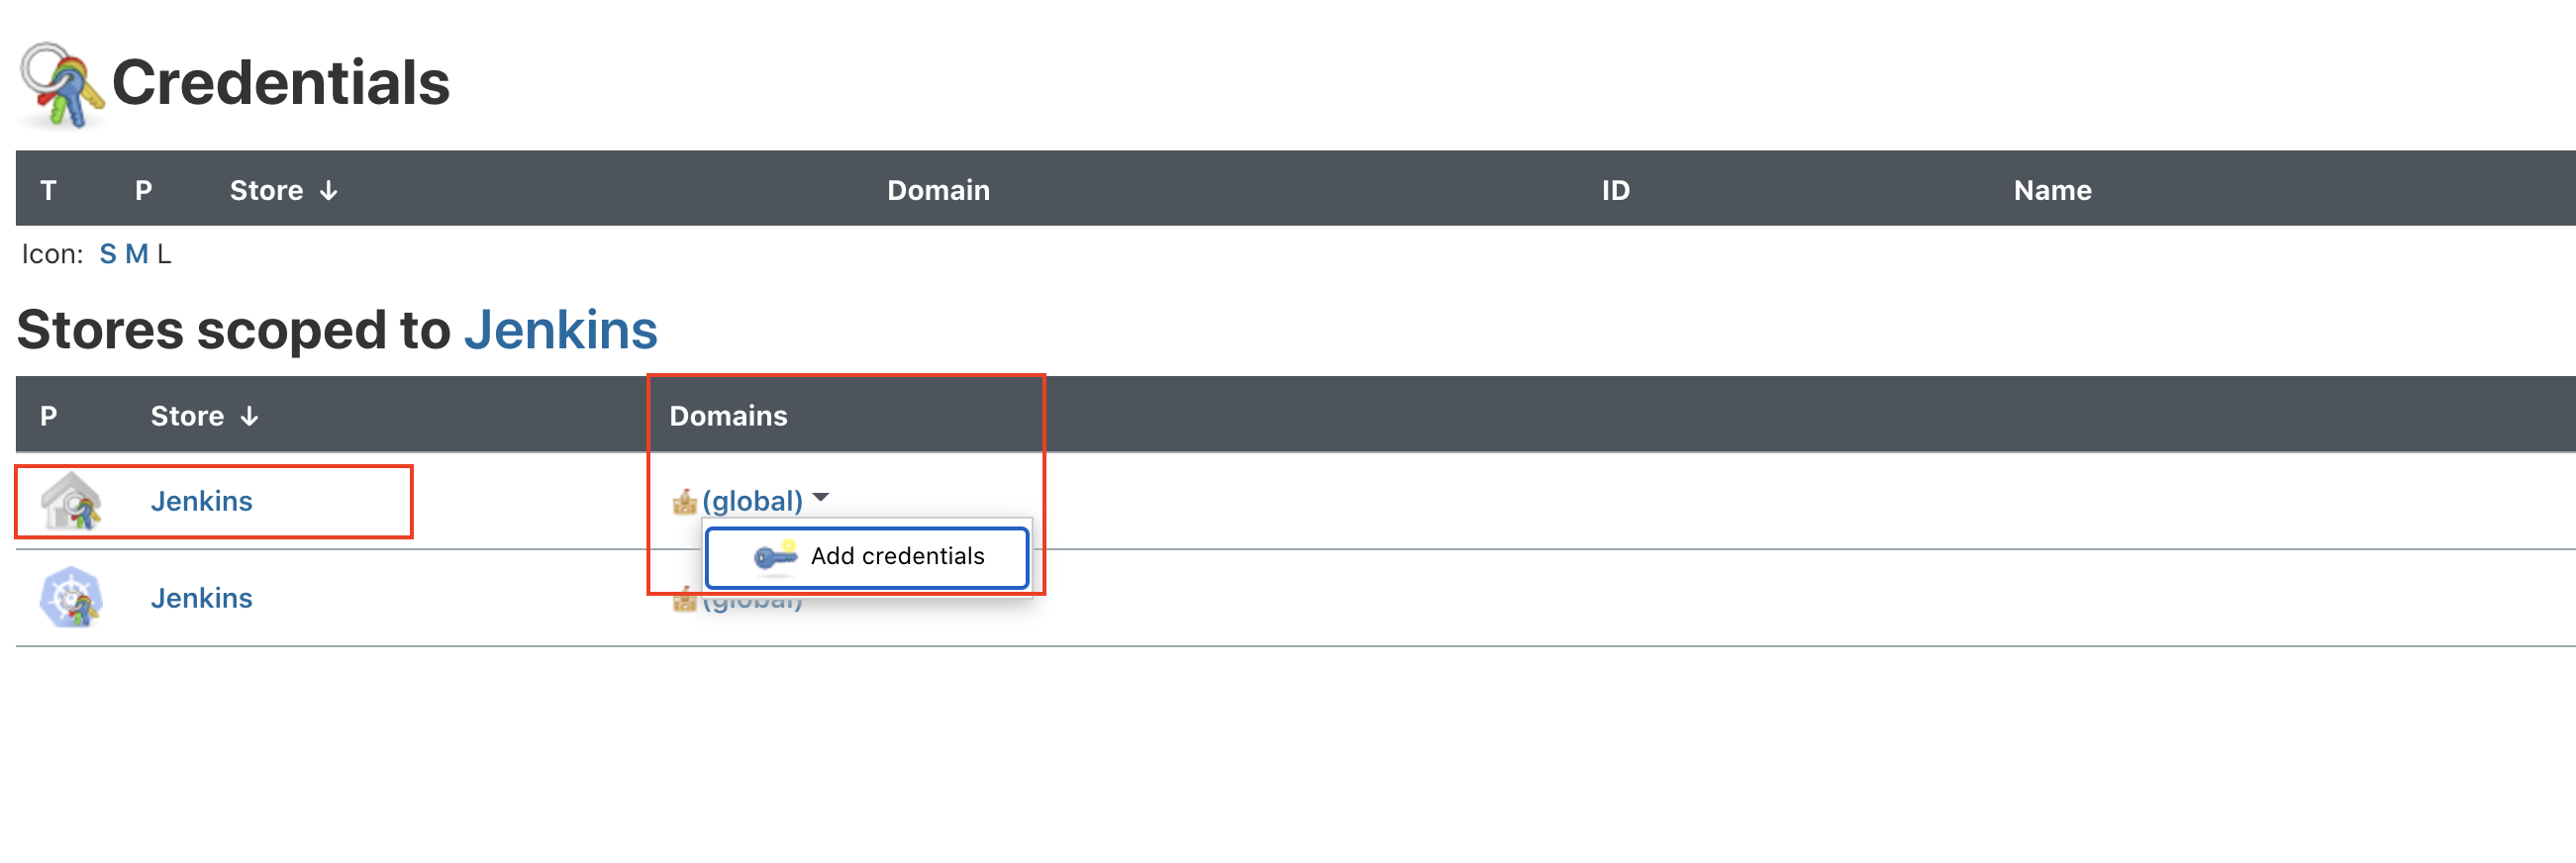 Credentials
T P Store ↓ Domain ID Name
Icon: S M L
Stores scoped to Jenkins
P Store ↓ Domains
Jenkins (global)
Add credentials
Jenkins (global)